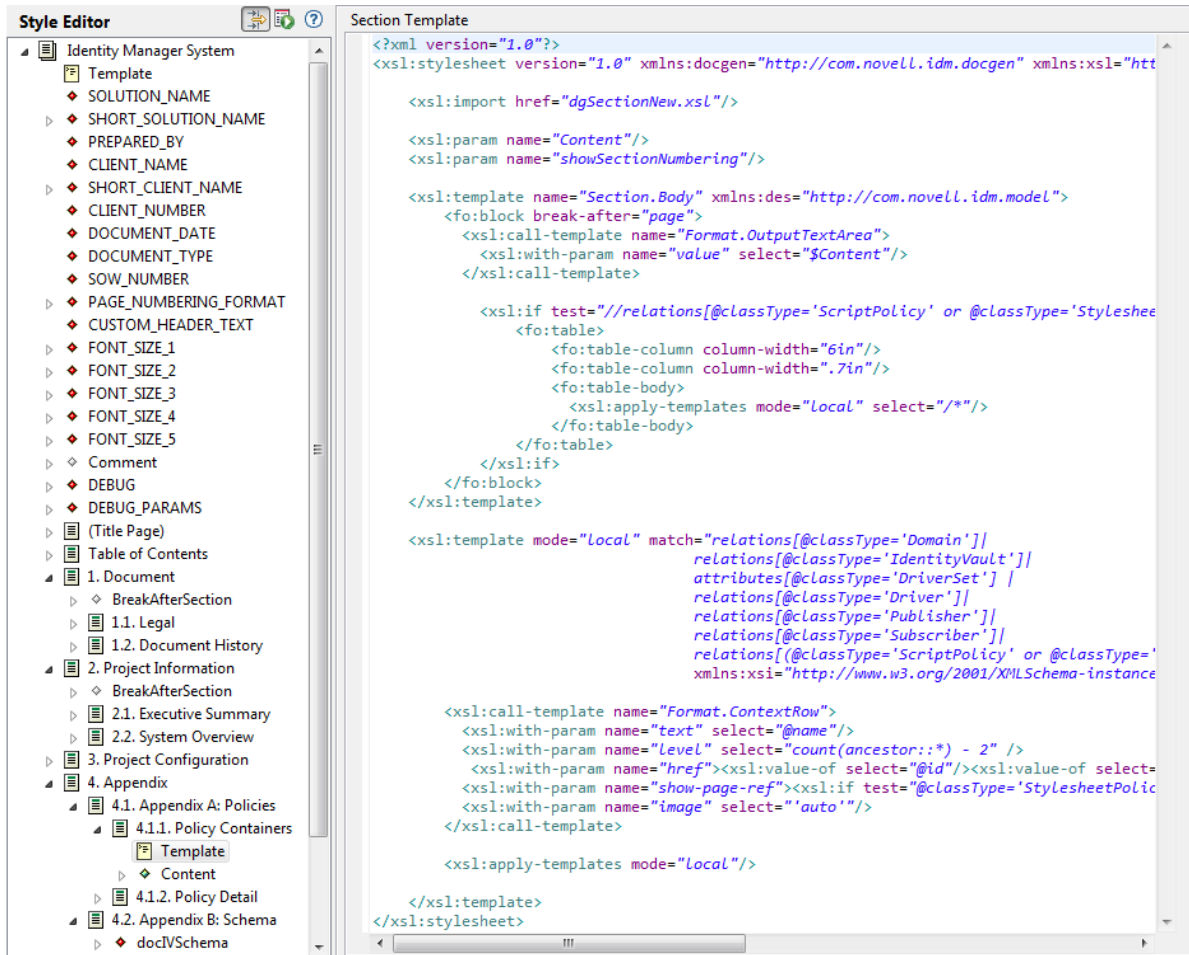 Style Editor
Identity Manager System
Template
SOLUTION_NAME
SHORT_SOLUTION_NAME
PREPARED_BY
CLIENT_NAME
SHORT_CLIENT_NAME
CLIENT_NUMBER
DOCUMENT_DATE
DOCUMENT_TYPE
SOW_NUMBER
PAGE_NUMBERING_FORMAT
CUSTOM_HEADER_TEXT
FONT_SIZE_1
FONT_SIZE_2
FONT_SIZE_3
FONT_SIZE_4
FONT_SIZE_5
Comment
DEBUG
DEBUG_PARAMS
(Title Page)
Table of Contents
1. Document
BreakAfterSection
1.1. Legal
1.2. Document History
2. Project Information
BreakAfterSection
2.1. Executive Summary
2.2. System Overview
3. Project Configuration
4. Appendix
4.1. Appendix A: Policies
4.1.1. Policy Containers
Template
Content
4.1.2. Policy Detail
4.2. Appendix B: Schema
docIVSchema
Section Template
<?xml version="1.0"?>
<xsl:stylesheet version="1.0" xmlns:docgen="http://com.novell.idm.docgen" xmlns:xsl="htt
<xsl:import href="dgSectionNew.xsl"/>
<xsl:param name="Content"/>
<xsl:param name="showSectionNumbering"/>
<xsl:template name="Section.Body" xmlns:des="http://com.novell.idm.model">
<fo:block break-after="page">
<xsl:call-template name="Format.OutputTextArea">
<xsl:with-param name="value" select="$Content"/>
</xsl:call-template>
<xsl:if test="//relations[@classType='ScriptPolicy' or @classType='Styleshee
<fo:table>
<fo:table-column column-width="6in"/>
<fo:table-column column-width=".7in"/>
<fo:table-body>
<xsl:apply-templates mode="local" select="/*"/>
</fo:table-body>
</fo:table>
</xsl:if>
</fo:block>
</xsl:template>
<xsl:template mode="local" match="relations[@classType='Domain']|
relations[@classType='IdentityVault']|
attributes[@classType='DriverSet'] |
relations[@classType='Driver']|
relations[@classType='Publisher']|
relations[@classType='Subscriber']|
relations[(@classType='ScriptPolicy' or @classType='
xmlns:xsi="http://www.w3.org/2001/XMLSchema-instance
<xsl:call-template name="Format.ContextRow">
<xsl:with-param name="text" select="@name"/>
<xsl:with-param name="level" select="count(ancestor::*) - 2" />
<xsl:with-param name="href"><xsl:value-of select="@id"/><xsl:value-of select=
<xsl:with-param name="show-page-ref"><xsl:if test="@classType='StylesheetPolic
<xsl:with-param name="image" select="'auto'"/>
</xsl:call-template>
<xsl:apply-templates mode="local"/>
</xsl:template>
</xsl:stylesheet>